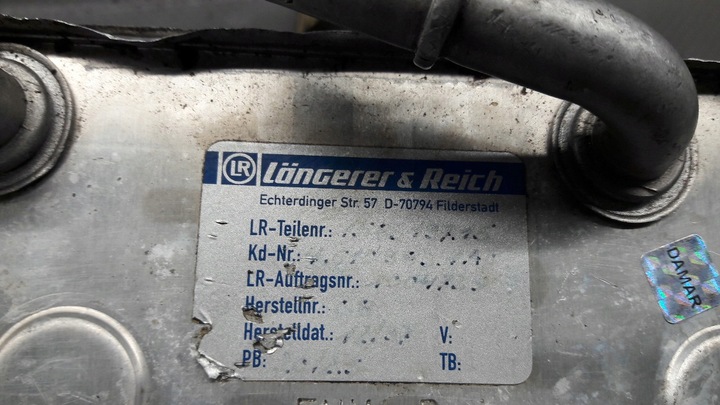 LR Längerer & Reich
Echterdinger Str. 57 D-70794 Filderstadt
LR-Teilenr.:
Kd-Nr.:
LR-Auftragsnr.:
Herstellnr.:
Herstelldat.: V:
PB: TB:
DAMAR